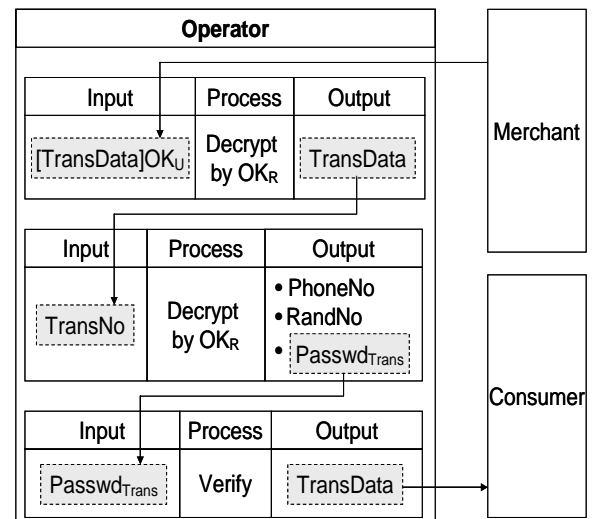 Operator
Input Process Output
[TransData]OKU
Decrypt
by OKR
TransData
Merchant
Input Process Output
TransNo
Decrypt
by OKR
• PhoneNo
• RandNo
• PasswdTrans
Consumer
Input Process Output
PasswdTrans Verify TransData